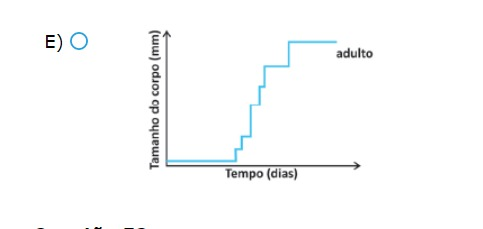 E)
Tamanho do corpo (mm)
adulto
Tempo (dias)